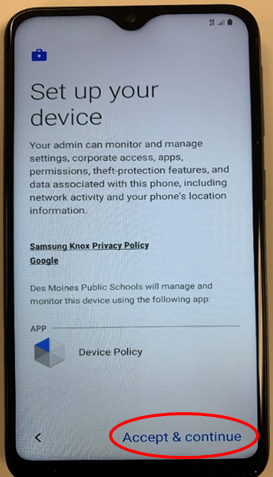 Set up your
device
Your admin can monitor and manage
settings, corporate access, apps,
permissions, theft-protection features, and
data associated with this phone, including
network activity and your phone's location
information.
Samsung Knox Privacy Policy
Google
Des Moines Public Schools will manage and
monitor this device using the following app:
APP
Device Policy
Accept & continue